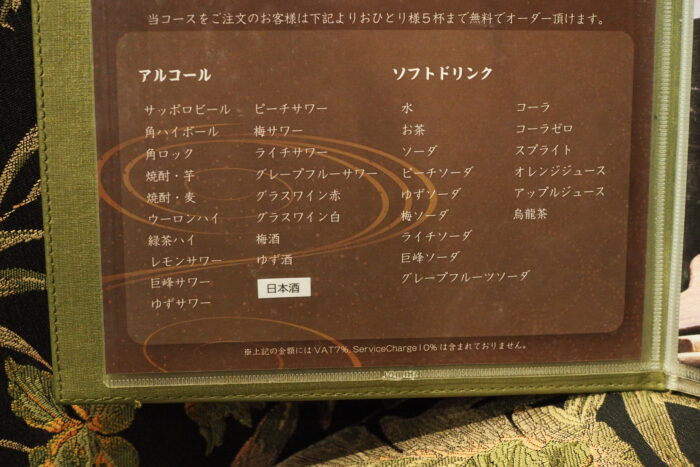 当コースをご注文のお客様は下記よりおひとり様5杯まで無料でオーダー頂けます。
アルコール
サッポロビール
角ハイボール
角ロック
焼酎・芋
焼酎・麦
ウーロンハイ
緑茶ハイ
レモンサワー
巨峰サワー
ゆずサワー
ピーチサワー
梅サワー
ライチサワー
グレープフルーサワー
グラスワイン赤
グラスワイン白
梅酒
ゆず酒
日本酒
ソフトドリンク
水
お茶
ソーダ
ピーチソーダ
ゆずソーダ
梅ソーダ
ライチソーダ
巨峰ソーダ
グレープフルーツソーダ
コーラ
コーラゼロ
スプライト
オレンジジュース
アップルジュース
烏龍茶
※上記の金額にはVAT7%, ServiceCharge10%は含まれておりません。